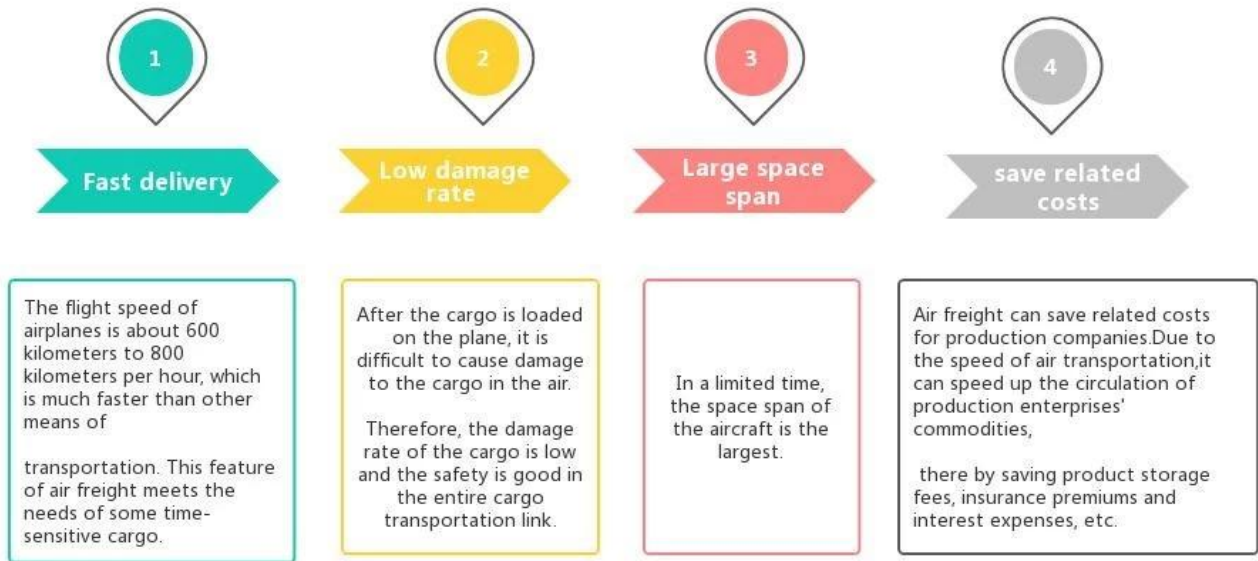 1
Fast delivery
The flight speed of
airplanes is about 600
kilometers to 800
kilometers per hour, which
is much faster than other
means of
transportation. This feature
of air freight meets the
needs of some time-
sensitive cargo.
2
Low damage
rate
After the cargo is loaded
on the plane, it is
difficult to cause damage
to the cargo in the air.
Therefore, the damage
rate of the cargo is low
and the safety is good in
the entire cargo
transportation link.
3
Large space
span
In a limited time,
the space span of
the aircraft is the
largest.
4
save related
costs
Air freight can save related costs
for production companies.Due to
the speed of air transportation,it
can speed up the circulation of
production enterprises'
commodities,
there by saving product storage
fees, insurance premiums and
interest expenses, etc.